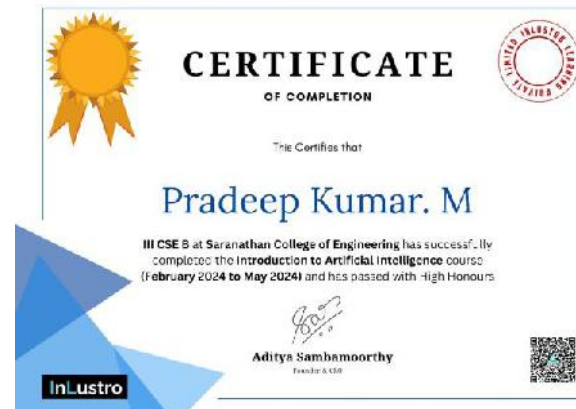 CERTIFICATE
OF COMPLETION
This Certifies that
Pradeep Kumar. M
III CSE B at Saranathan College of Engineering has successfully
completed the Introduction to Artificial Intelligence course
(February 2024 to May 2024) and has passed with High Honours
Aditya Sambamoorthy
Founder & CEO
InLustro